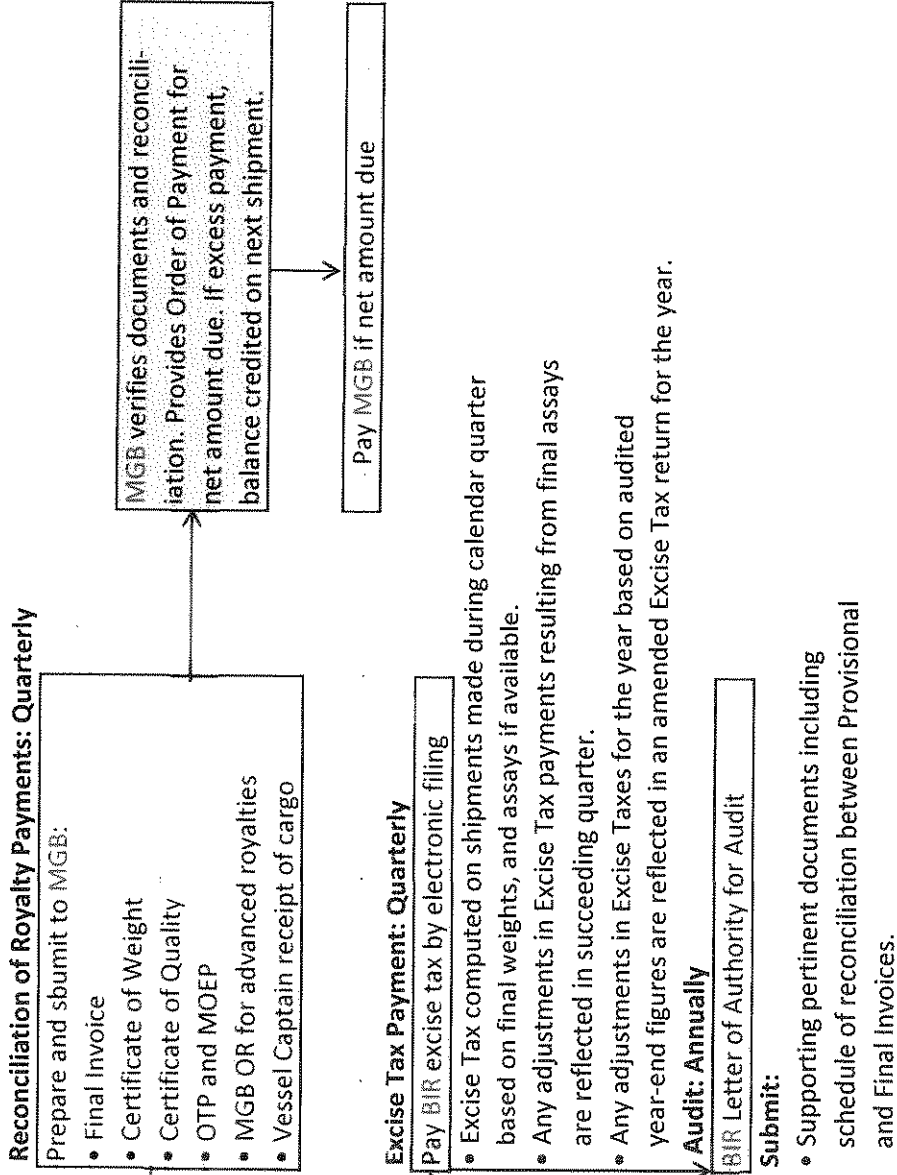 Reconciliation of Royalty Payments: Quarterly
Prepare and sbumit to MGB:
• Final Invoice
• Certificate of Weight
• Certificate of Quality
• OTP and MOEP
• MGB OR for advanced royalties
• Vessel Captain receipt of cargo
MGB verifies documents and reconcili-
iation. Provides Order of Payment for
net amount due. If excess payment,
balance credited on next shipment.
Pay MGB if net amount due
Excise Tax Payment: Quarterly
Pay BIR excise tax by electronic filing
• Excise Tax computed on shipments made during calendar quarter
based on final weights, and assays if available.
• Any adjustments in Excise Tax payments resulting from final assays
are reflected in succeeding quarter.
• Any adjustments in Excise Taxes for the year based on audited
year-end figures are reflected in an amended Excise Tax return for the year.
Audit: Annually
BIR Letter of Authority for Audit
Submit:
• Supporting pertinent documents including
schedule of reconciliation between Provisional
and Final Invoices.